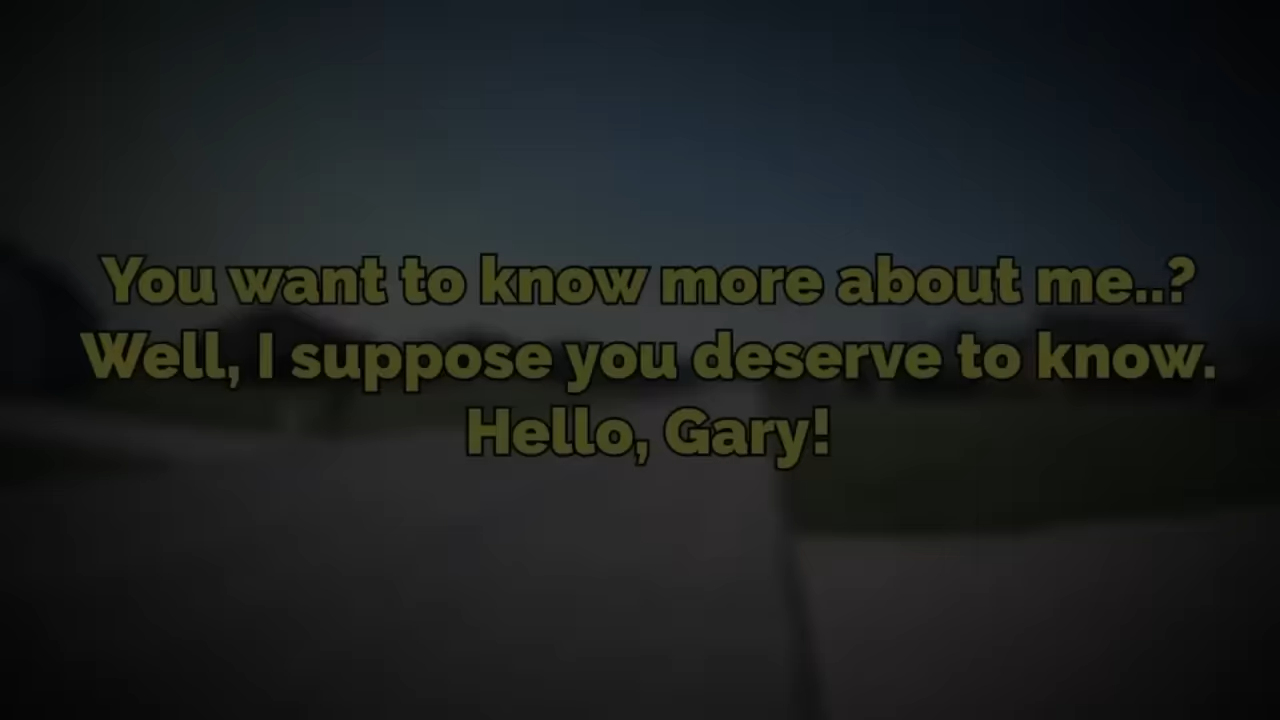 You want to know more about me..?
Well, I suppose you deserve to know.
Hello, Gary!